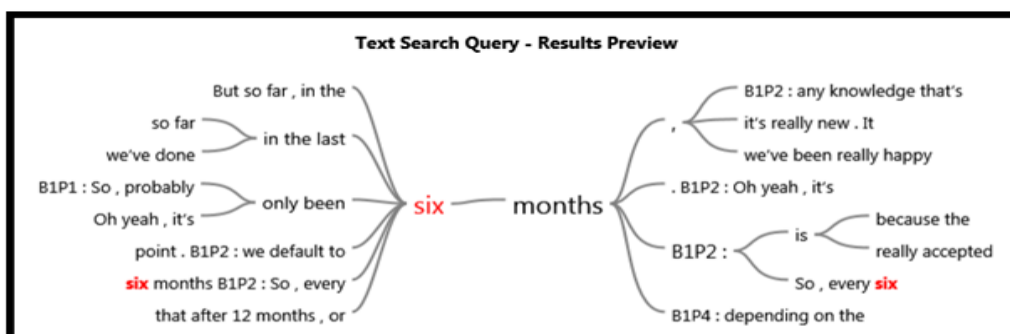 Text Search Query - Results Preview
But so far , in the
so far
we've done
in the last
B1P1 : So , probably
Oh yeah , it's
only been
point . B1P2 : we default to
six months B1P2 : So , every
that after 12 months , or
six
months
,
B1P2 : any knowledge that's
it's really new . It
we've been really happy
. B1P2 : Oh yeah , it's
B1P2 :
is
because the
really accepted
So , every six
B1P4 : depending on the